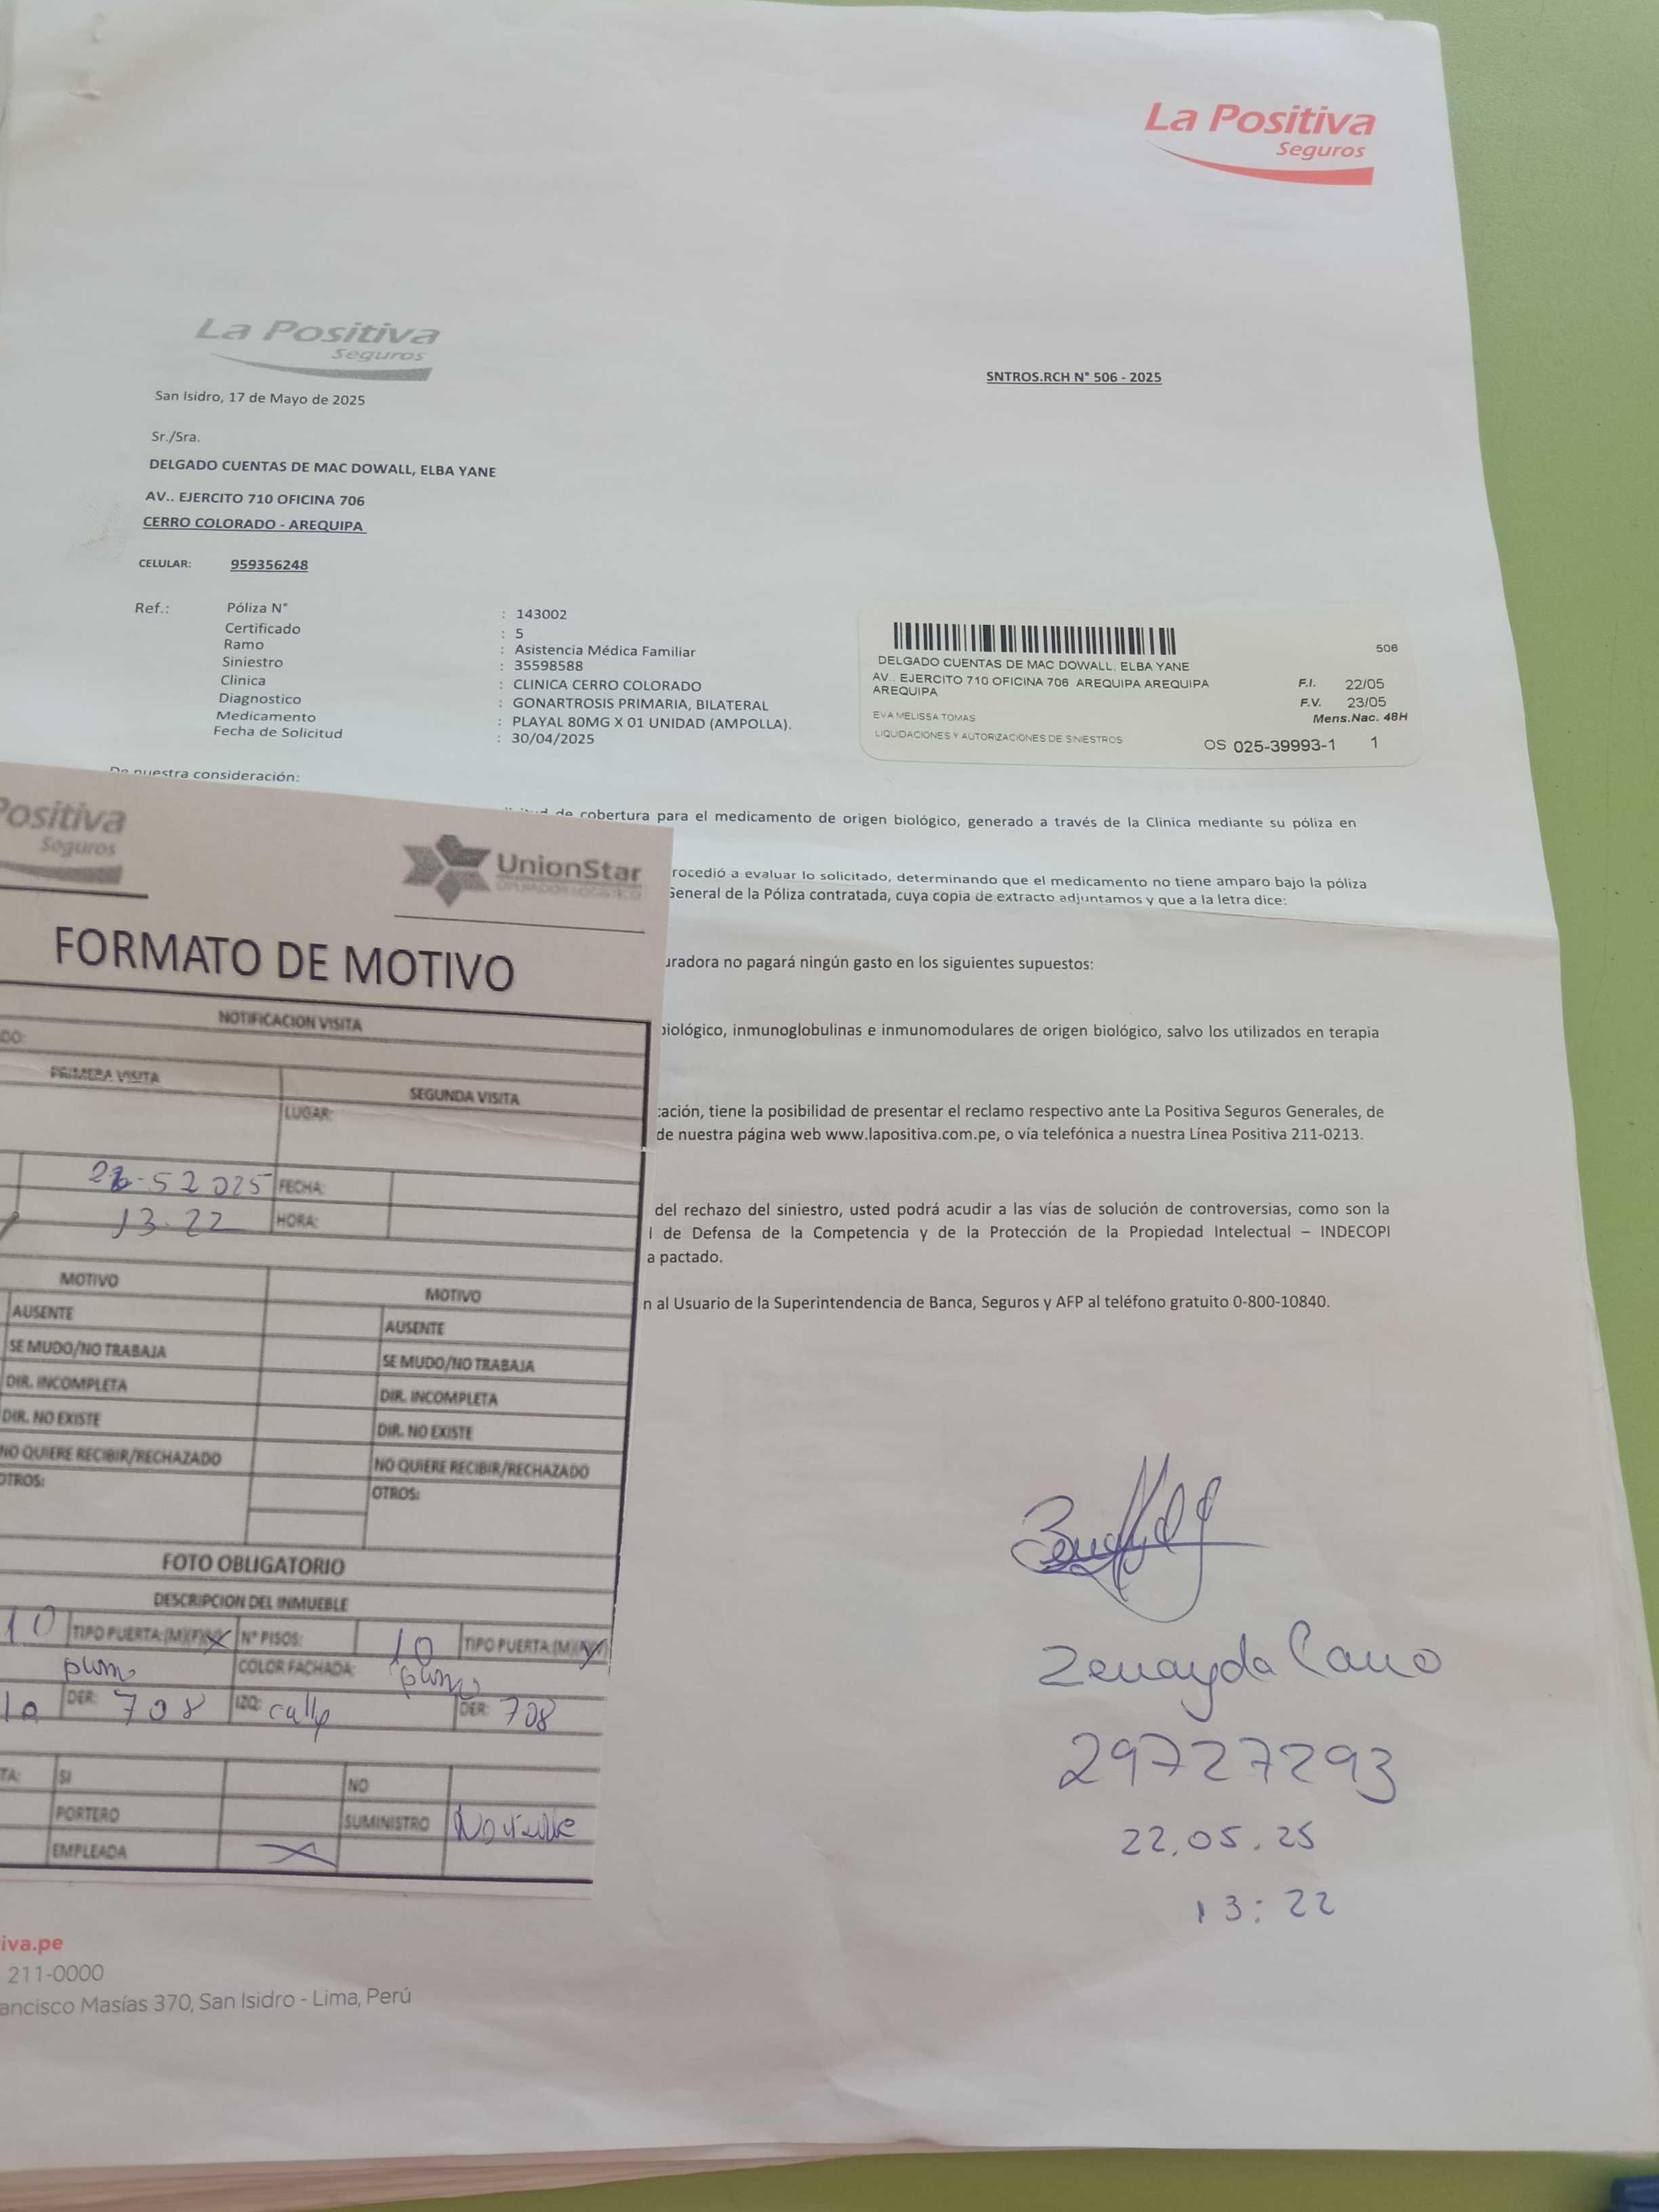 La Positiva
Seguros
La Positiva
Seguros
SNTROS.RCH N° 506 - 2025
San Isidro, 17 de Mayo de 2025
Sr./Sra.
DELGADO CUENTAS DE MAC DOWALL, ELBA YANE
AV.. EJERCITO 710 OFICINA 706
CERRO COLORADO - AREQUIPA
CELULAR: 959356248
Ref.: Póliza N° : 143002
Certificado : 5
Ramo : Asistencia Médica Familiar
Siniestro : 35598588
Clinica : CLINICA CERRO COLORADO
Diagnostico : GONARTROSIS PRIMARIA, BILATERAL
Medicamento : PLAYAL 80MG X 01 UNIDAD (AMPOLLA).
Fecha de Solicitud : 30/04/2025
506
DELGADO CUENTAS DE MAC DOWALL, ELBA YANE
AV.. EJERCITO 710 OFICINA 706 AREQUIPA AREQUIPA
AREQUIPA
F.I. 22/05
F.V. 23/05
EVA MELISSA TOMAS
Mens.Nac. 48H
LIQUIDACIONES Y AUTORIZACIONES DE SINIESTROS
OS 025-39993-1 1
De nuestra consideración:
de cobertura para el medicamento de origen biológico, generado a través de la Clinica mediante su póliza en
rocedió a evaluar lo solicitado, determinando que el medicamento no tiene amparo bajo la póliza
General de la Póliza contratada, cuya copia de extracto adjuntamos y que a la letra dice:
uradora no pagará ningún gasto en los siguientes supuestos:
biológico, inmunoglobulinas e inmunomodulares de origen biológico, salvo los utilizados en terapia
cación, tiene la posibilidad de presentar el reclamo respectivo ante La Positiva Seguros Generales, de
de nuestra página web www.lapositiva.com.pe, o vía telefónica a nuestra Línea Positiva 211-0213.
del rechazo del siniestro, usted podrá acudir a las vías de solución de controversias, como son la
l de Defensa de la Competencia y de la Protección de la Propiedad Intelectual – INDECOPI
a pactado.
n al Usuario de la Superintendencia de Banca, Seguros y AFP al teléfono gratuito 0-800-10840.
Positiva
Seguros
UnionStar
OPERADOR LOGISTICO
FORMATO DE MOTIVO
NOTIFICACION VISITA
DO:
PRIMERA VISITA SEGUNDA VISITA
LUGAR:
22-5 2025 FECHA:
13.22 HORA:
MOTIVO MOTIVO
AUSENTE AUSENTE
SE MUDO/NO TRABAJA SE MUDO/NO TRABAJA
DIR. INCOMPLETA DIR. INCOMPLETA
DIR. NO EXISTE DIR. NO EXISTE
NO QUIERE RECIBIR/RECHAZADO NO QUIERE RECIBIR/RECHAZADO
OTROS: OTROS:
FOTO OBLIGATORIO
DESCRIPCION DEL INMUEBLE
10 TIPO PUERTA:(M)(F)(V) N° PISOS: 10 TIPO PUERTA:(M)(F)(V)
plomo COLOR FACHADA: plomo
DER: 708 IZQ: calle DER: 708
TA: SI NO
PORTERO SUMINISTRO
EMPLEADA X
Zenayda Cano
29727293
22.05.25
13:22
iva.pe
211-0000
ancisco Masías 370, San Isidro - Lima, Perú